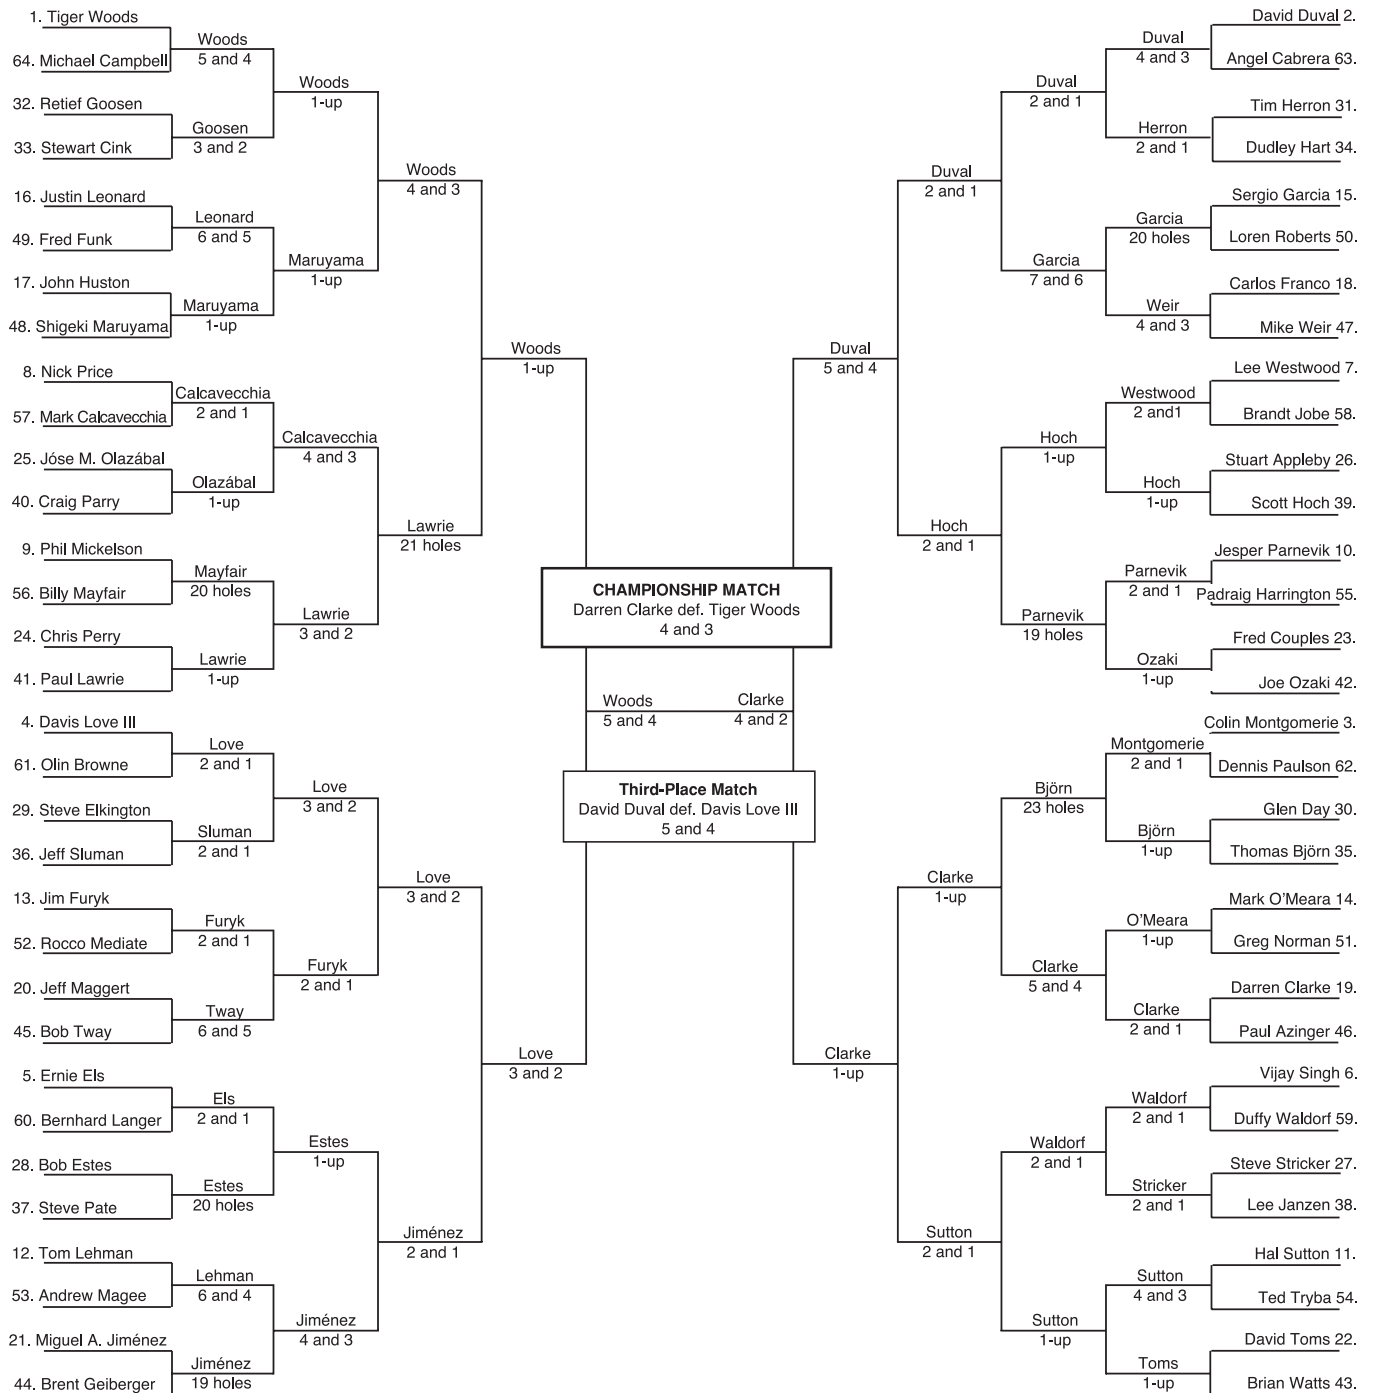 1. Tiger Woods
64. Michael Campbell
32. Retief Goosen
33. Stewart Cink
16. Justin Leonard
49. Fred Funk
17. John Huston
48. Shigeki Maruyama
8. Nick Price
57. Mark Calcavecchia
25. Jóse M. Olazábal
40. Craig Parry
9. Phil Mickelson
56. Billy Mayfair
24. Chris Perry
41. Paul Lawrie
4. Davis Love III
61. Olin Browne
29. Steve Elkington
36. Jeff Sluman
13. Jim Furyk
52. Rocco Mediate
20. Jeff Maggert
45. Bob Tway
5. Ernie Els
60. Bernhard Langer
28. Bob Estes
37. Steve Pate
12. Tom Lehman
53. Andrew Magee
21. Miguel A. Jiménez
44. Brent Geiberger
Woods
5 and 4
Goosen
3 and 2
Leonard
6 and 5
Maruyama
1-up
Calcavecchia
2 and 1
Olazábal
1-up
Mayfair
20 holes
Lawrie
1-up
Love
2 and 1
Sluman
2 and 1
Furyk
2 and 1
Tway
6 and 5
Els
2 and 1
Estes
20 holes
Lehman
6 and 4
Jiménez
19 holes
Woods
1-up
Maruyama
1-up
Calcavecchia
4 and 3
Lawrie
3 and 2
Love
3 and 2
Furyk
2 and 1
Estes
1-up
Jiménez
4 and 3
Woods
4 and 3
Lawrie
21 holes
Love
3 and 2
Jiménez
2 and 1
Woods
1-up
Love
3 and 2
CHAMPIONSHIP MATCH
Darren Clarke def. Tiger Woods
4 and 3
Woods
5 and 4
Clarke
4 and 2
Third-Place Match
David Duval def. Davis Love III
5 and 4
Duval
5 and 4
Clarke
1-up
Duval
2 and 1
Hoch
2 and 1
Clarke
1-up
Sutton
2 and 1
Duval
2 and 1
Garcia
7 and 6
Hoch
1-up
Parnevik
19 holes
Björn
23 holes
Clarke
5 and 4
Waldorf
2 and 1
Sutton
1-up
Duval
4 and 3
Herron
2 and 1
Garcia
20 holes
Weir
4 and 3
Westwood
2 and1
Hoch
1-up
Parnevik
2 and 1
Ozaki
1-up
Montgomerie
2 and 1
Björn
1-up
O'Meara
1-up
Clarke
2 and 1
Waldorf
2 and 1
Stricker
2 and 1
Sutton
4 and 3
Toms
1-up
David Duval 2.
Angel Cabrera 63.
Tim Herron 31.
Dudley Hart 34.
Sergio Garcia 15.
Loren Roberts 50.
Carlos Franco 18.
Mike Weir 47.
Lee Westwood 7.
Brandt Jobe 58.
Stuart Appleby 26.
Scott Hoch 39.
Jesper Parnevik 10.
Padraig Harrington 55.
Fred Couples 23.
Joe Ozaki 42.
Colin Montgomerie 3.
Dennis Paulson 62.
Glen Day 30.
Thomas Björn 35.
Mark O'Meara 14.
Greg Norman 51.
Darren Clarke 19.
Paul Azinger 46.
Vijay Singh 6.
Duffy Waldorf 59.
Steve Stricker 27.
Lee Janzen 38.
Hal Sutton 11.
Ted Tryba 54.
David Toms 22.
Brian Watts 43.